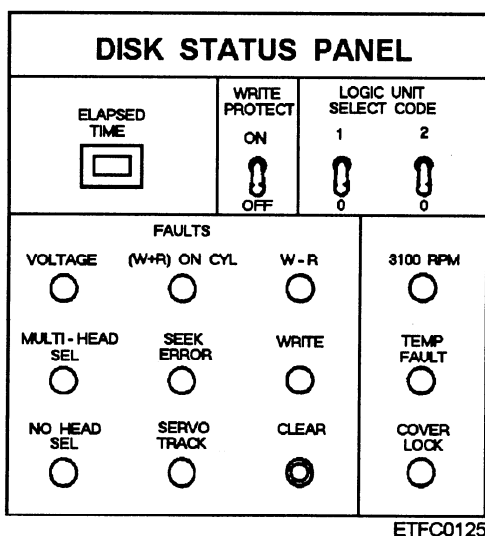 DISK STATUS PANEL
ELAPSED
TIME
WRITE
PROTECT
ON
OFF
LOGIC UNIT
SELECT CODE
1 2
0 0
FAULTS
VOLTAGE (W+R) ON CYL W-R 3100 RPM
MULTI-HEAD
SEL
SEEK
ERROR
WRITE
TEMP
FAULT
NO HEAD
SEL
SERVO
TRACK
CLEAR
COVER
LOCK
ETFC0125